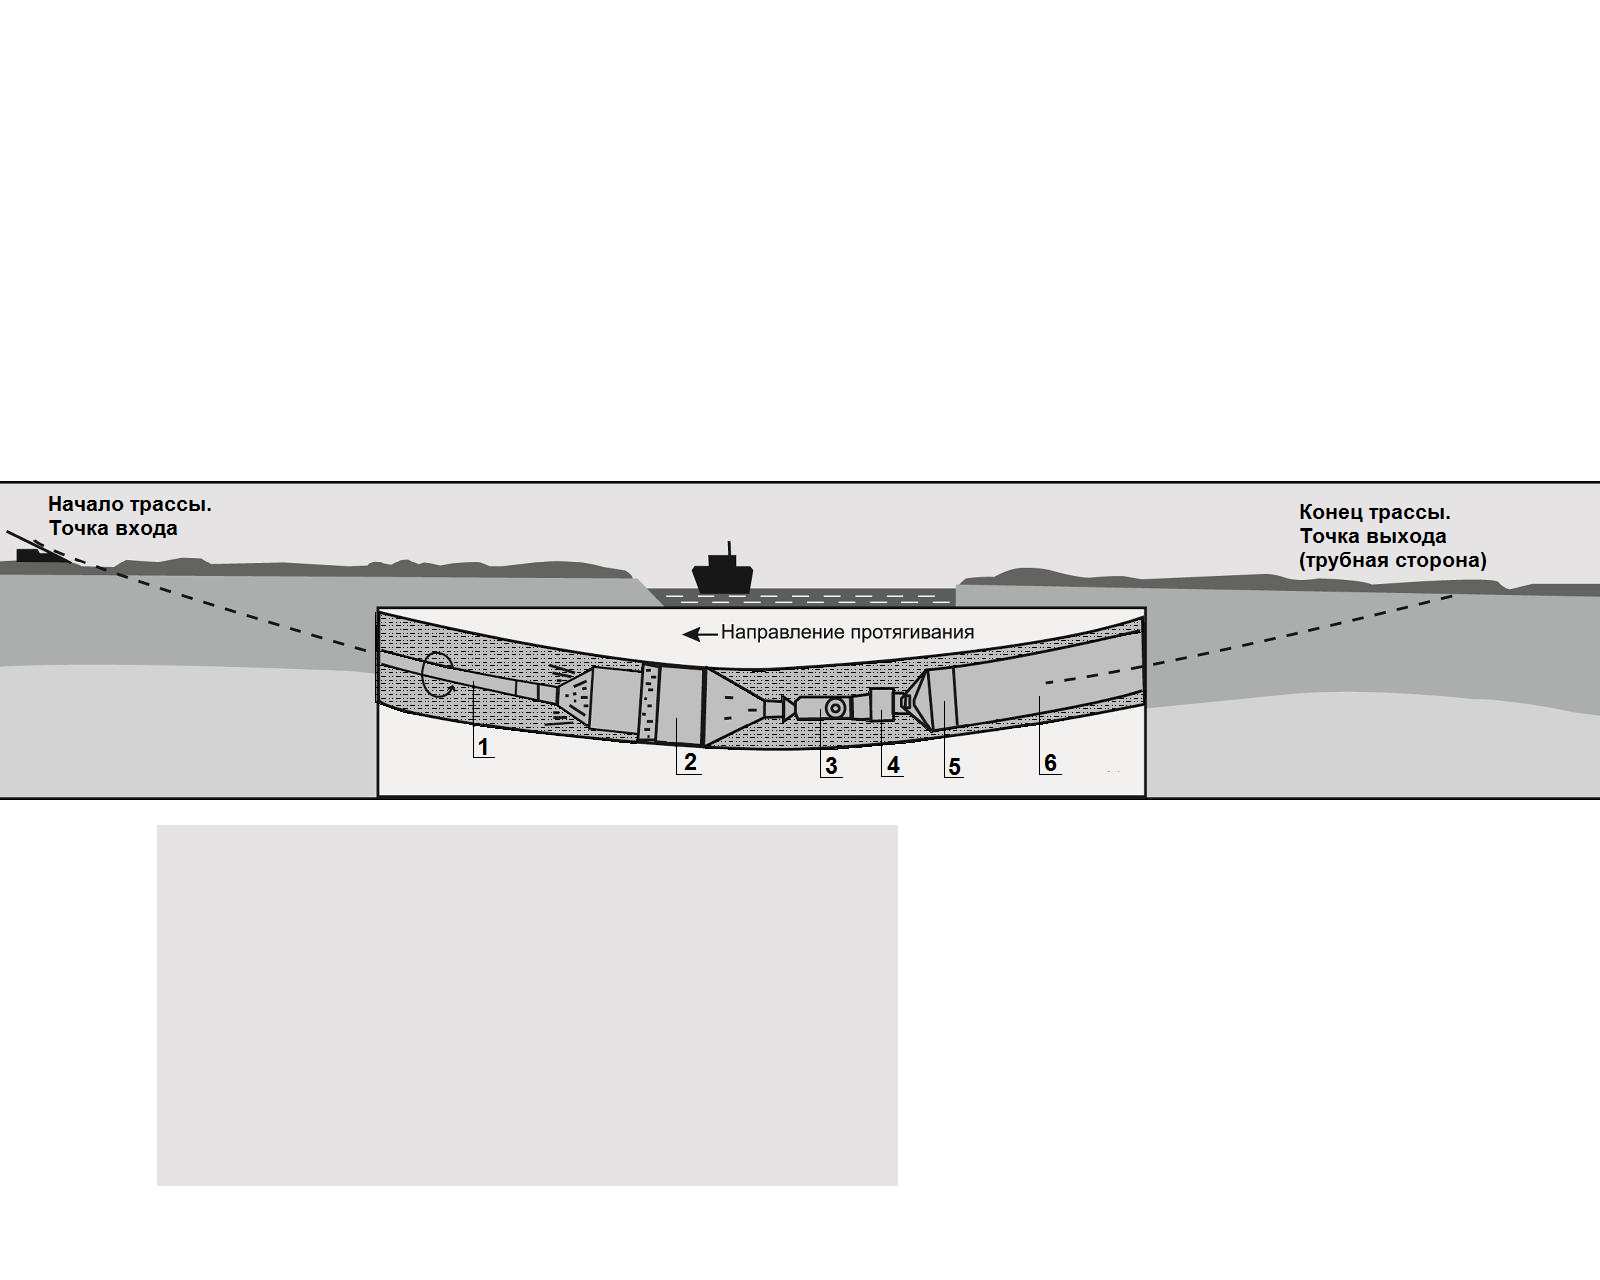 Начало трассы.
Точка входа
Конец трассы.
Точка выхода
(трубная сторона)
Направление протягивания
1
2
3
4
5
6